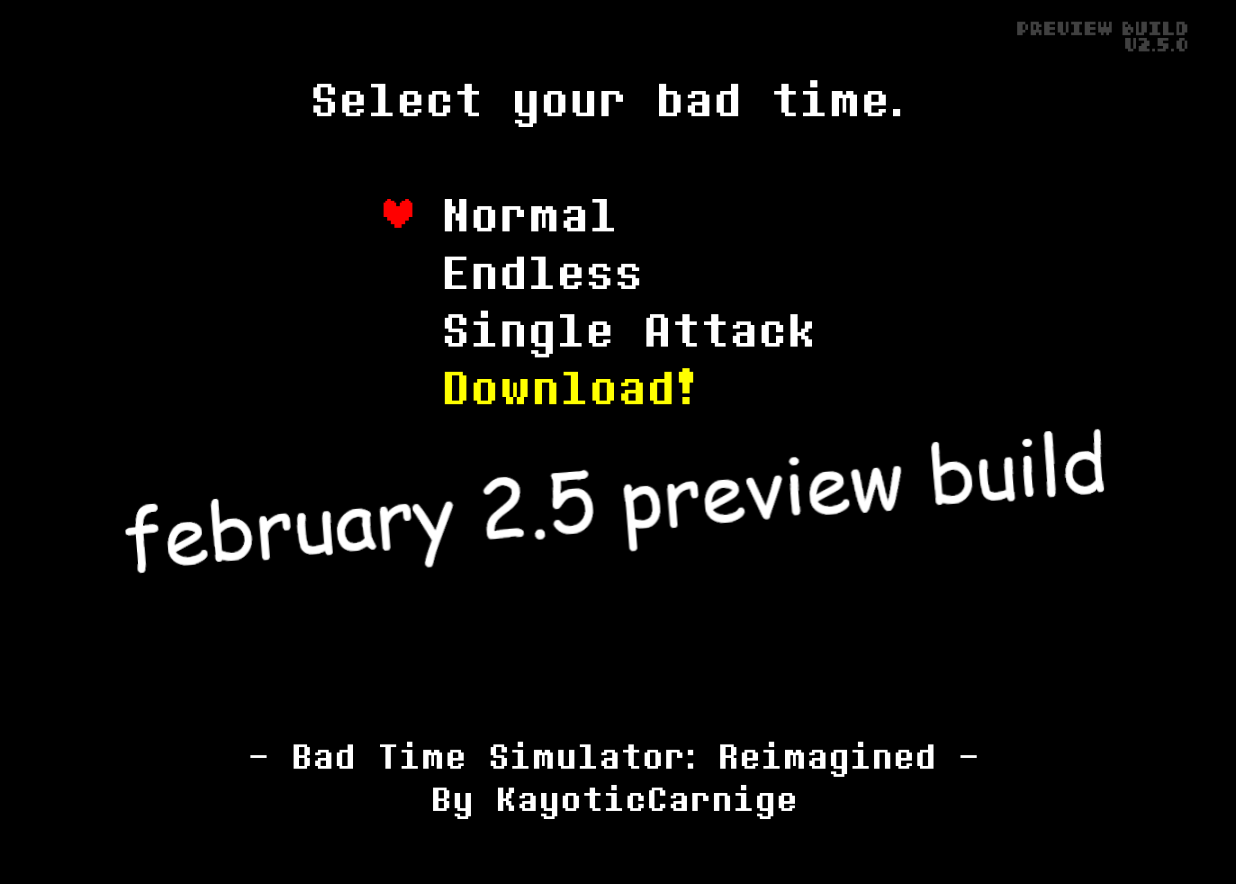 PREVIEW BUILD
V2.5.0
Select your bad time.
Normal
Endless
Single Attack
Download!
february 2.5 preview build
- Bad Time Simulator: Reimagined -
By KayoticCarnige